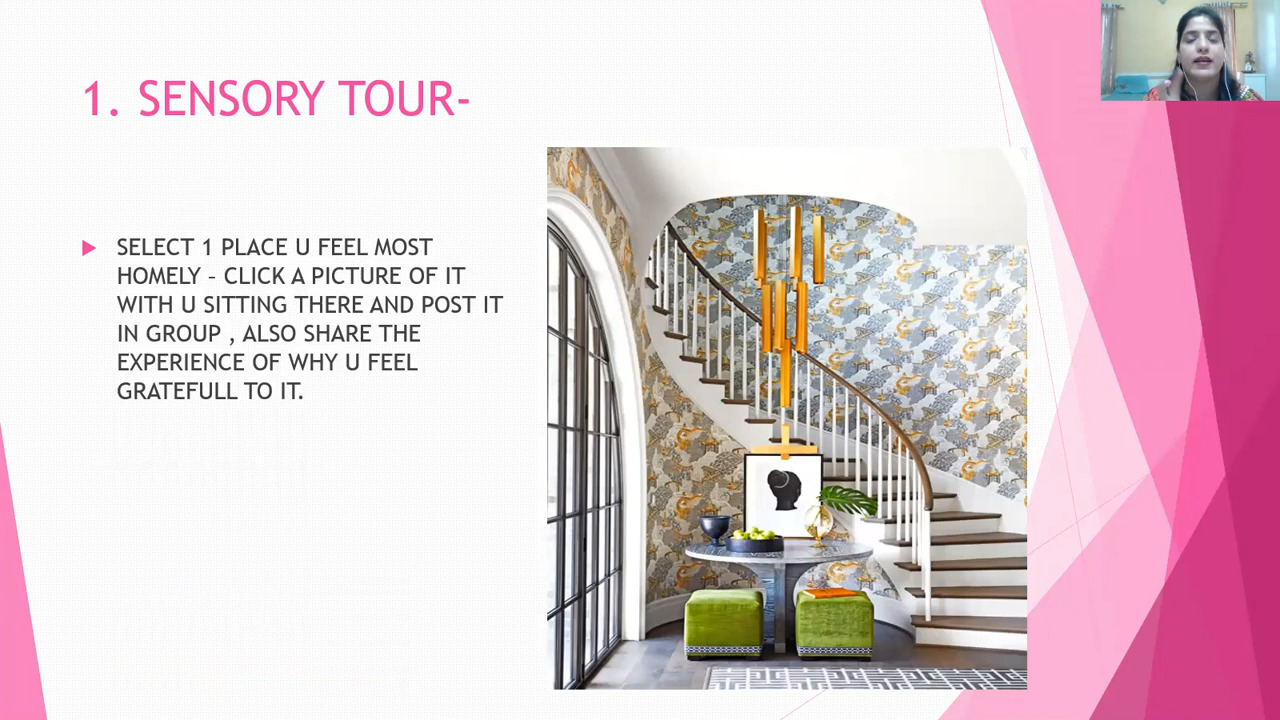 1. SENSORY TOUR-
SELECT 1 PLACE U FEEL MOST
HOMELY – CLICK A PICTURE OF IT
WITH U SITTING THERE AND POST IT
IN GROUP , ALSO SHARE THE
EXPERIENCE OF WHY U FEEL
GRATEFULL TO IT.